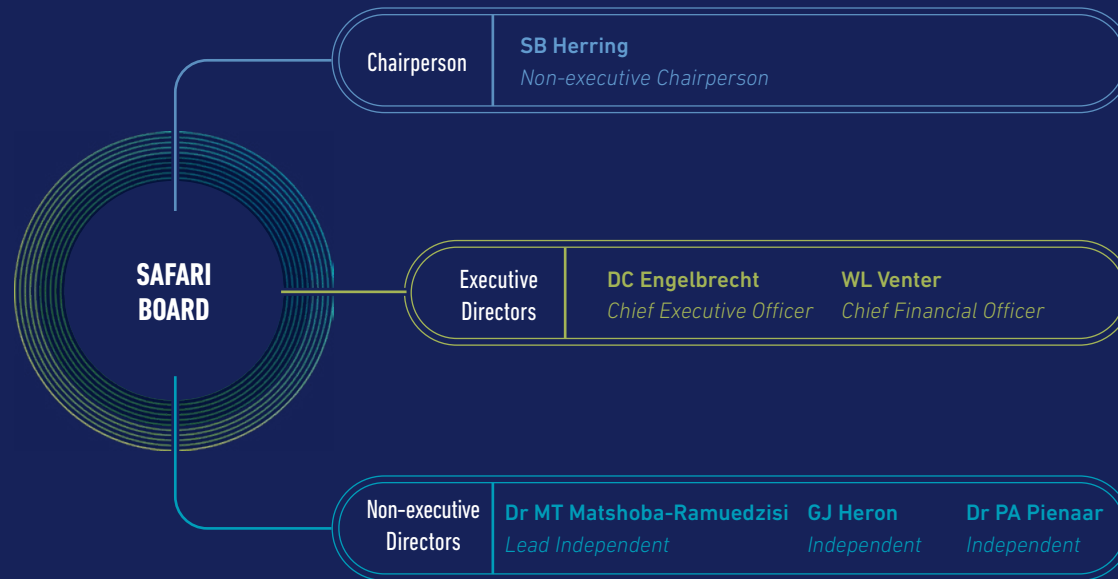 Chairperson
SB Herring
Non-executive Chairperson
SAFARI
BOARD
Executive
Directors
DC Engelbrecht
Chief Executive Officer
WL Venter
Chief Financial Officer
Non-executive
Directors
Dr MT Matshoba-Ramuedzisi
Lead Independent
GJ Heron
Independent
Dr PA Pienaar
Independent